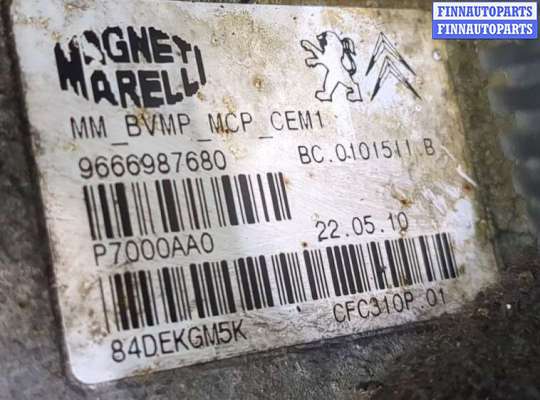 FINNAUTOPARTS
FINNAUTOPARTS
MAGNETI
MARELLI
MM_BVMP_MCP_CEM1
9666987680 BC.0101511.B
P7000AA0 22.05.10
84DEKGM5K CFC310P.01